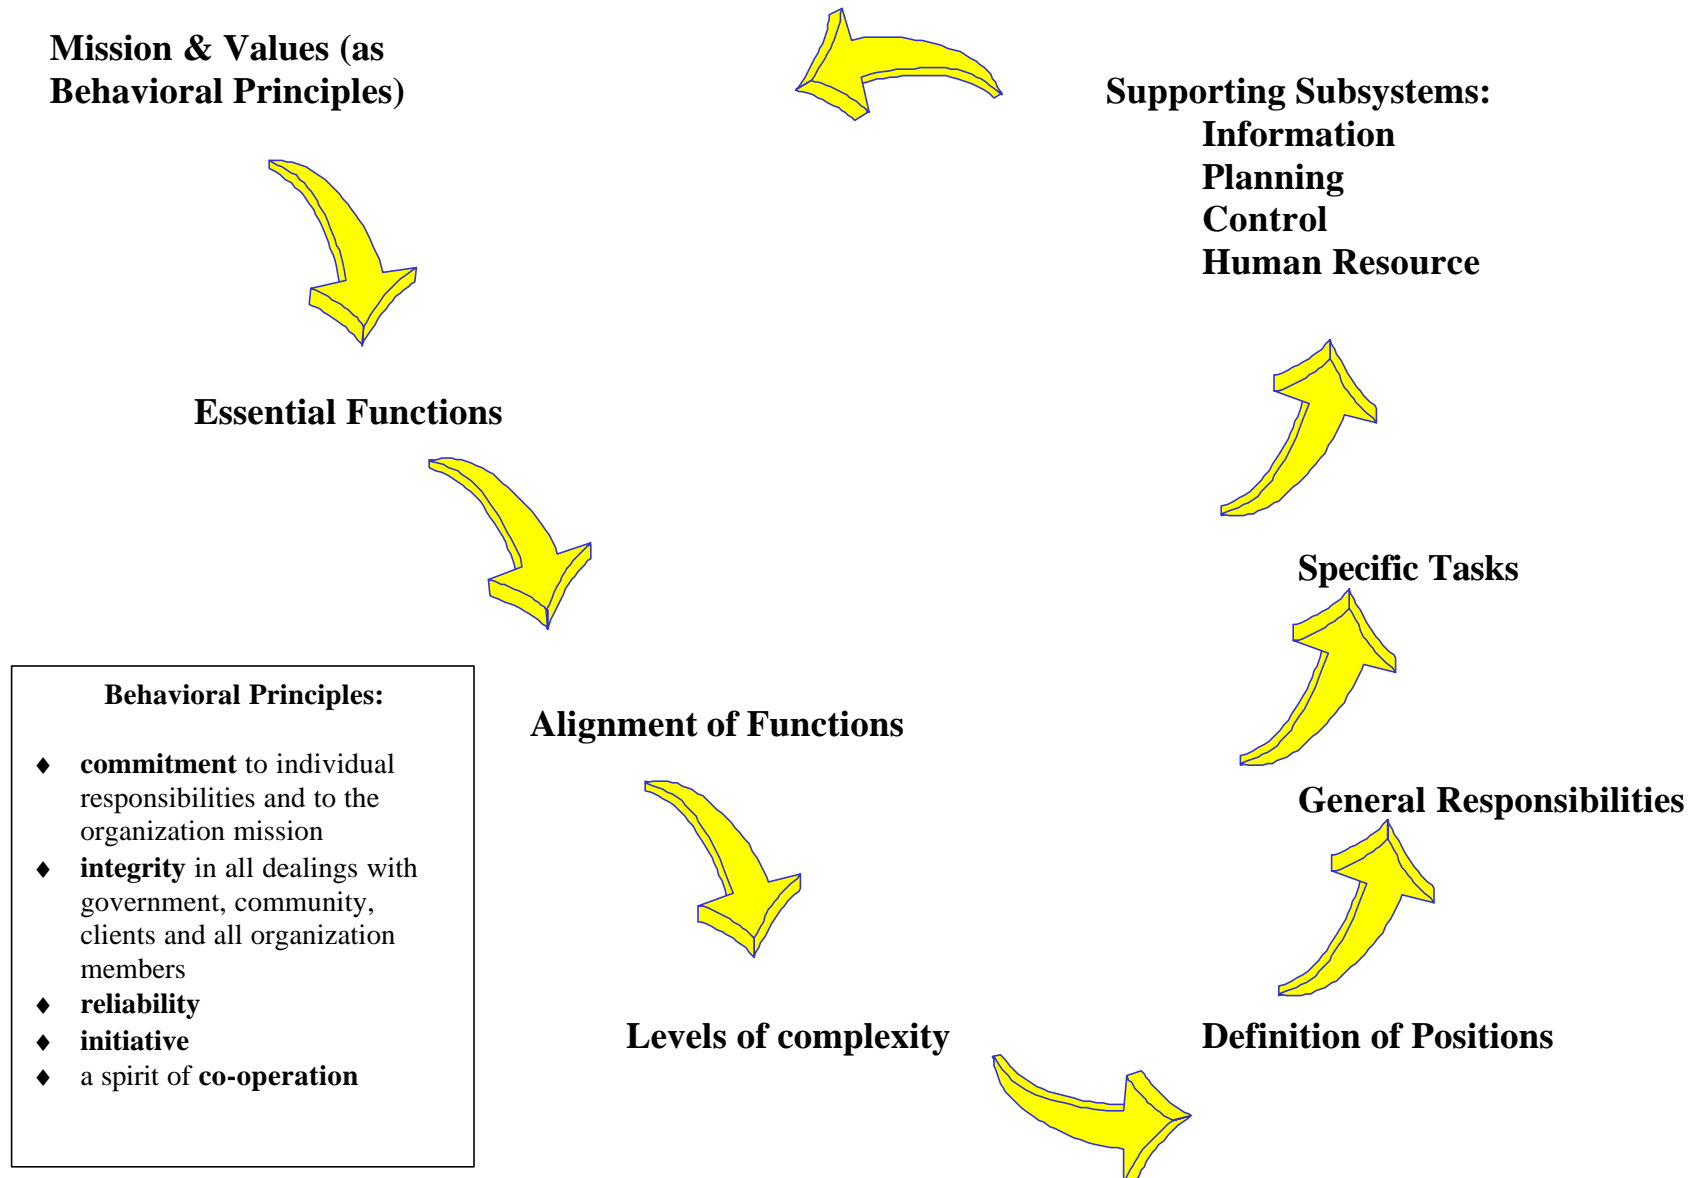 Mission & Values (as
Behavioral Principles)
Supporting Subsystems:
Information
Planning
Control
Human Resource
Essential Functions
Specific Tasks
Behavioral Principles:
♦ commitment to individual
responsibilities and to the
organization mission
♦ integrity in all dealings with
government, community,
clients and all organization
members
♦ reliability
♦ initiative
♦ a spirit of co-operation
Alignment of Functions
General Responsibilities
Levels of complexity
Definition of Positions